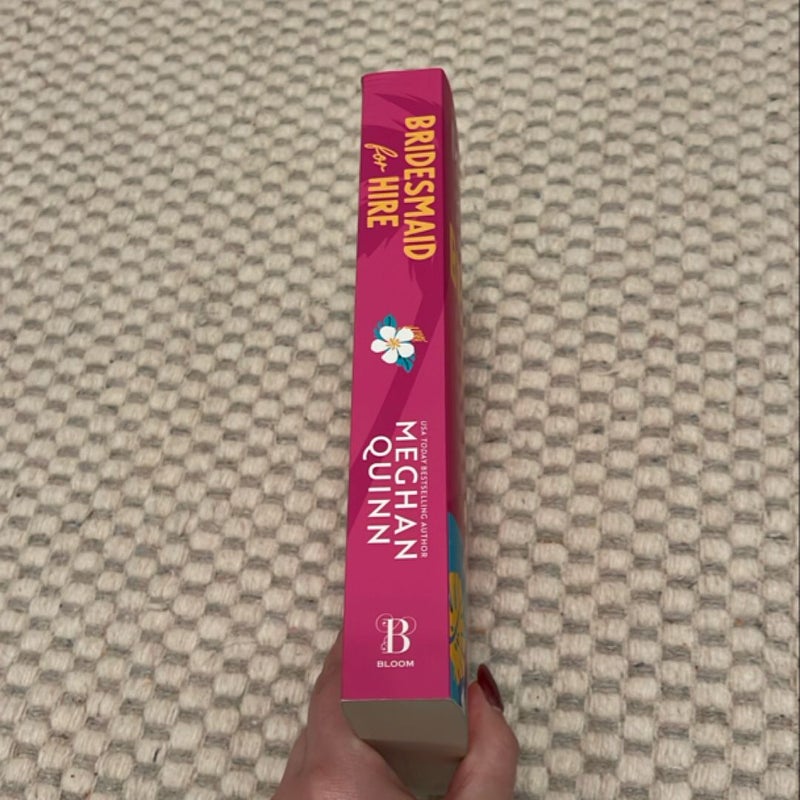 BRIDESMAID
for HIRE
USA TODAY BESTSELLING AUTHOR
MEGHAN
QUINN
B
BLOOM